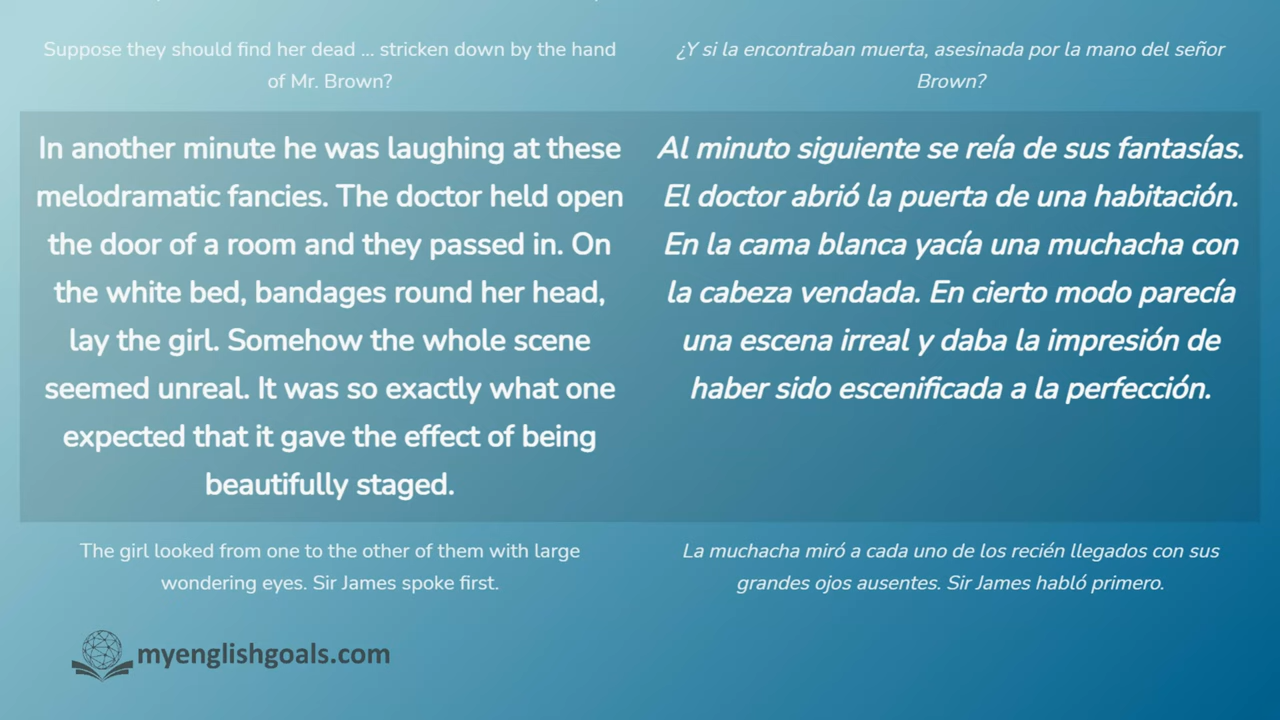 Suppose they should find her dead ... stricken down by the hand
of Mr. Brown?
In another minute he was laughing at these
melodramatic fancies. The doctor held open
the door of a room and they passed in. On
the white bed, bandages round her head,
lay the girl. Somehow the whole scene
seemed unreal. It was so exactly what one
expected that it gave the effect of being
beautifully staged.
The girl looked from one to the other of them with large
wondering eyes. Sir James spoke first.
¿Y si la encontraban muerta, asesinada por la mano del señor
Brown?
Al minuto siguiente se reía de sus fantasías.
El doctor abrió la puerta de una habitación.
En la cama blanca yacía una muchacha con
la cabeza vendada. En cierto modo parecía
una escena irreal y daba la impresión de
haber sido escenificada a la perfección.
La muchacha miró a cada uno de los recién llegados con sus
grandes ojos ausentes. Sir James habló primero.
myenglishgoals.com